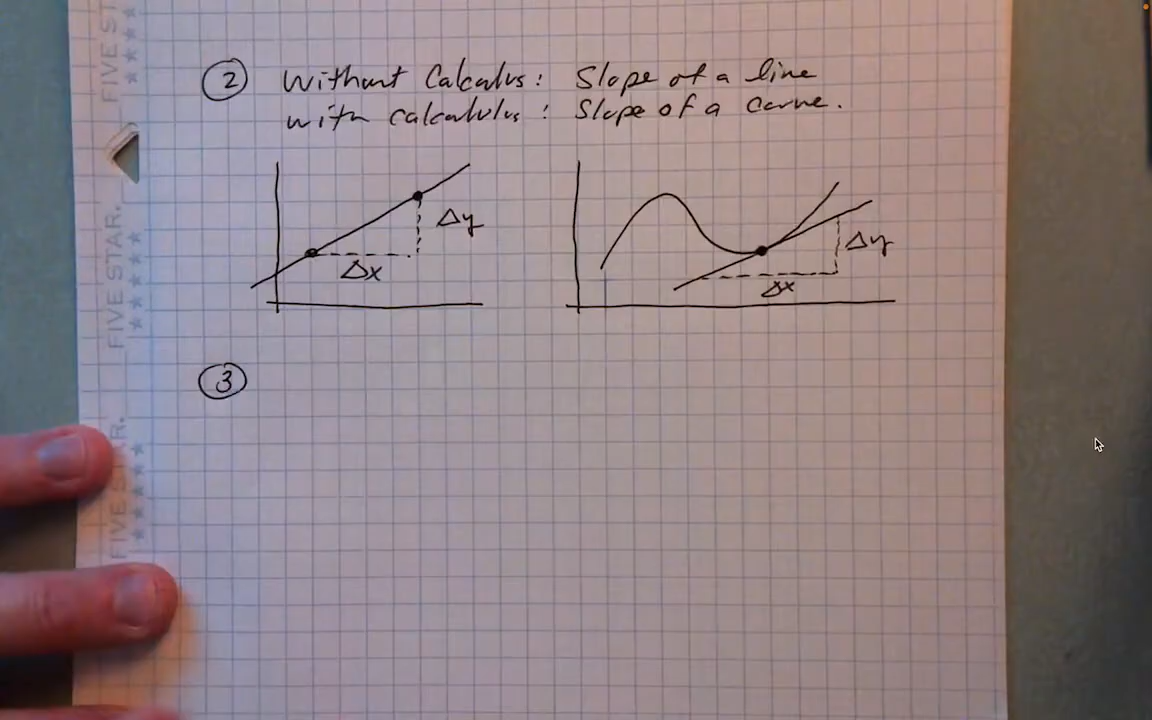 ② Without Calculus: Slope of a line
with calculus: Slope of a curve.
Δy
Δx
Δy
Δx
③
FIVE STAR.
FIVE STAR.
FIVE STAR.